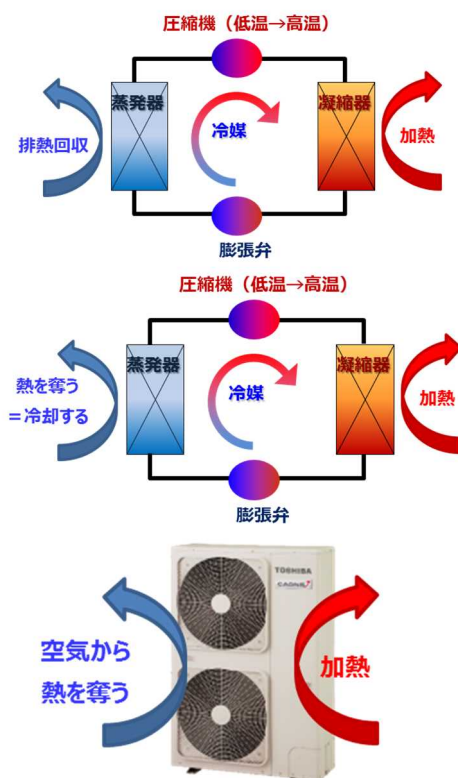 圧縮機（低温→高温）
蒸発器
凝縮器
排熱回収
冷媒
加熱
膨張弁
圧縮機（低温→高温）
蒸発器
凝縮器
熱を奪う
＝冷却する
冷媒
加熱
膨張弁
TOSHIBA
空気から
熱を奪う
加熱